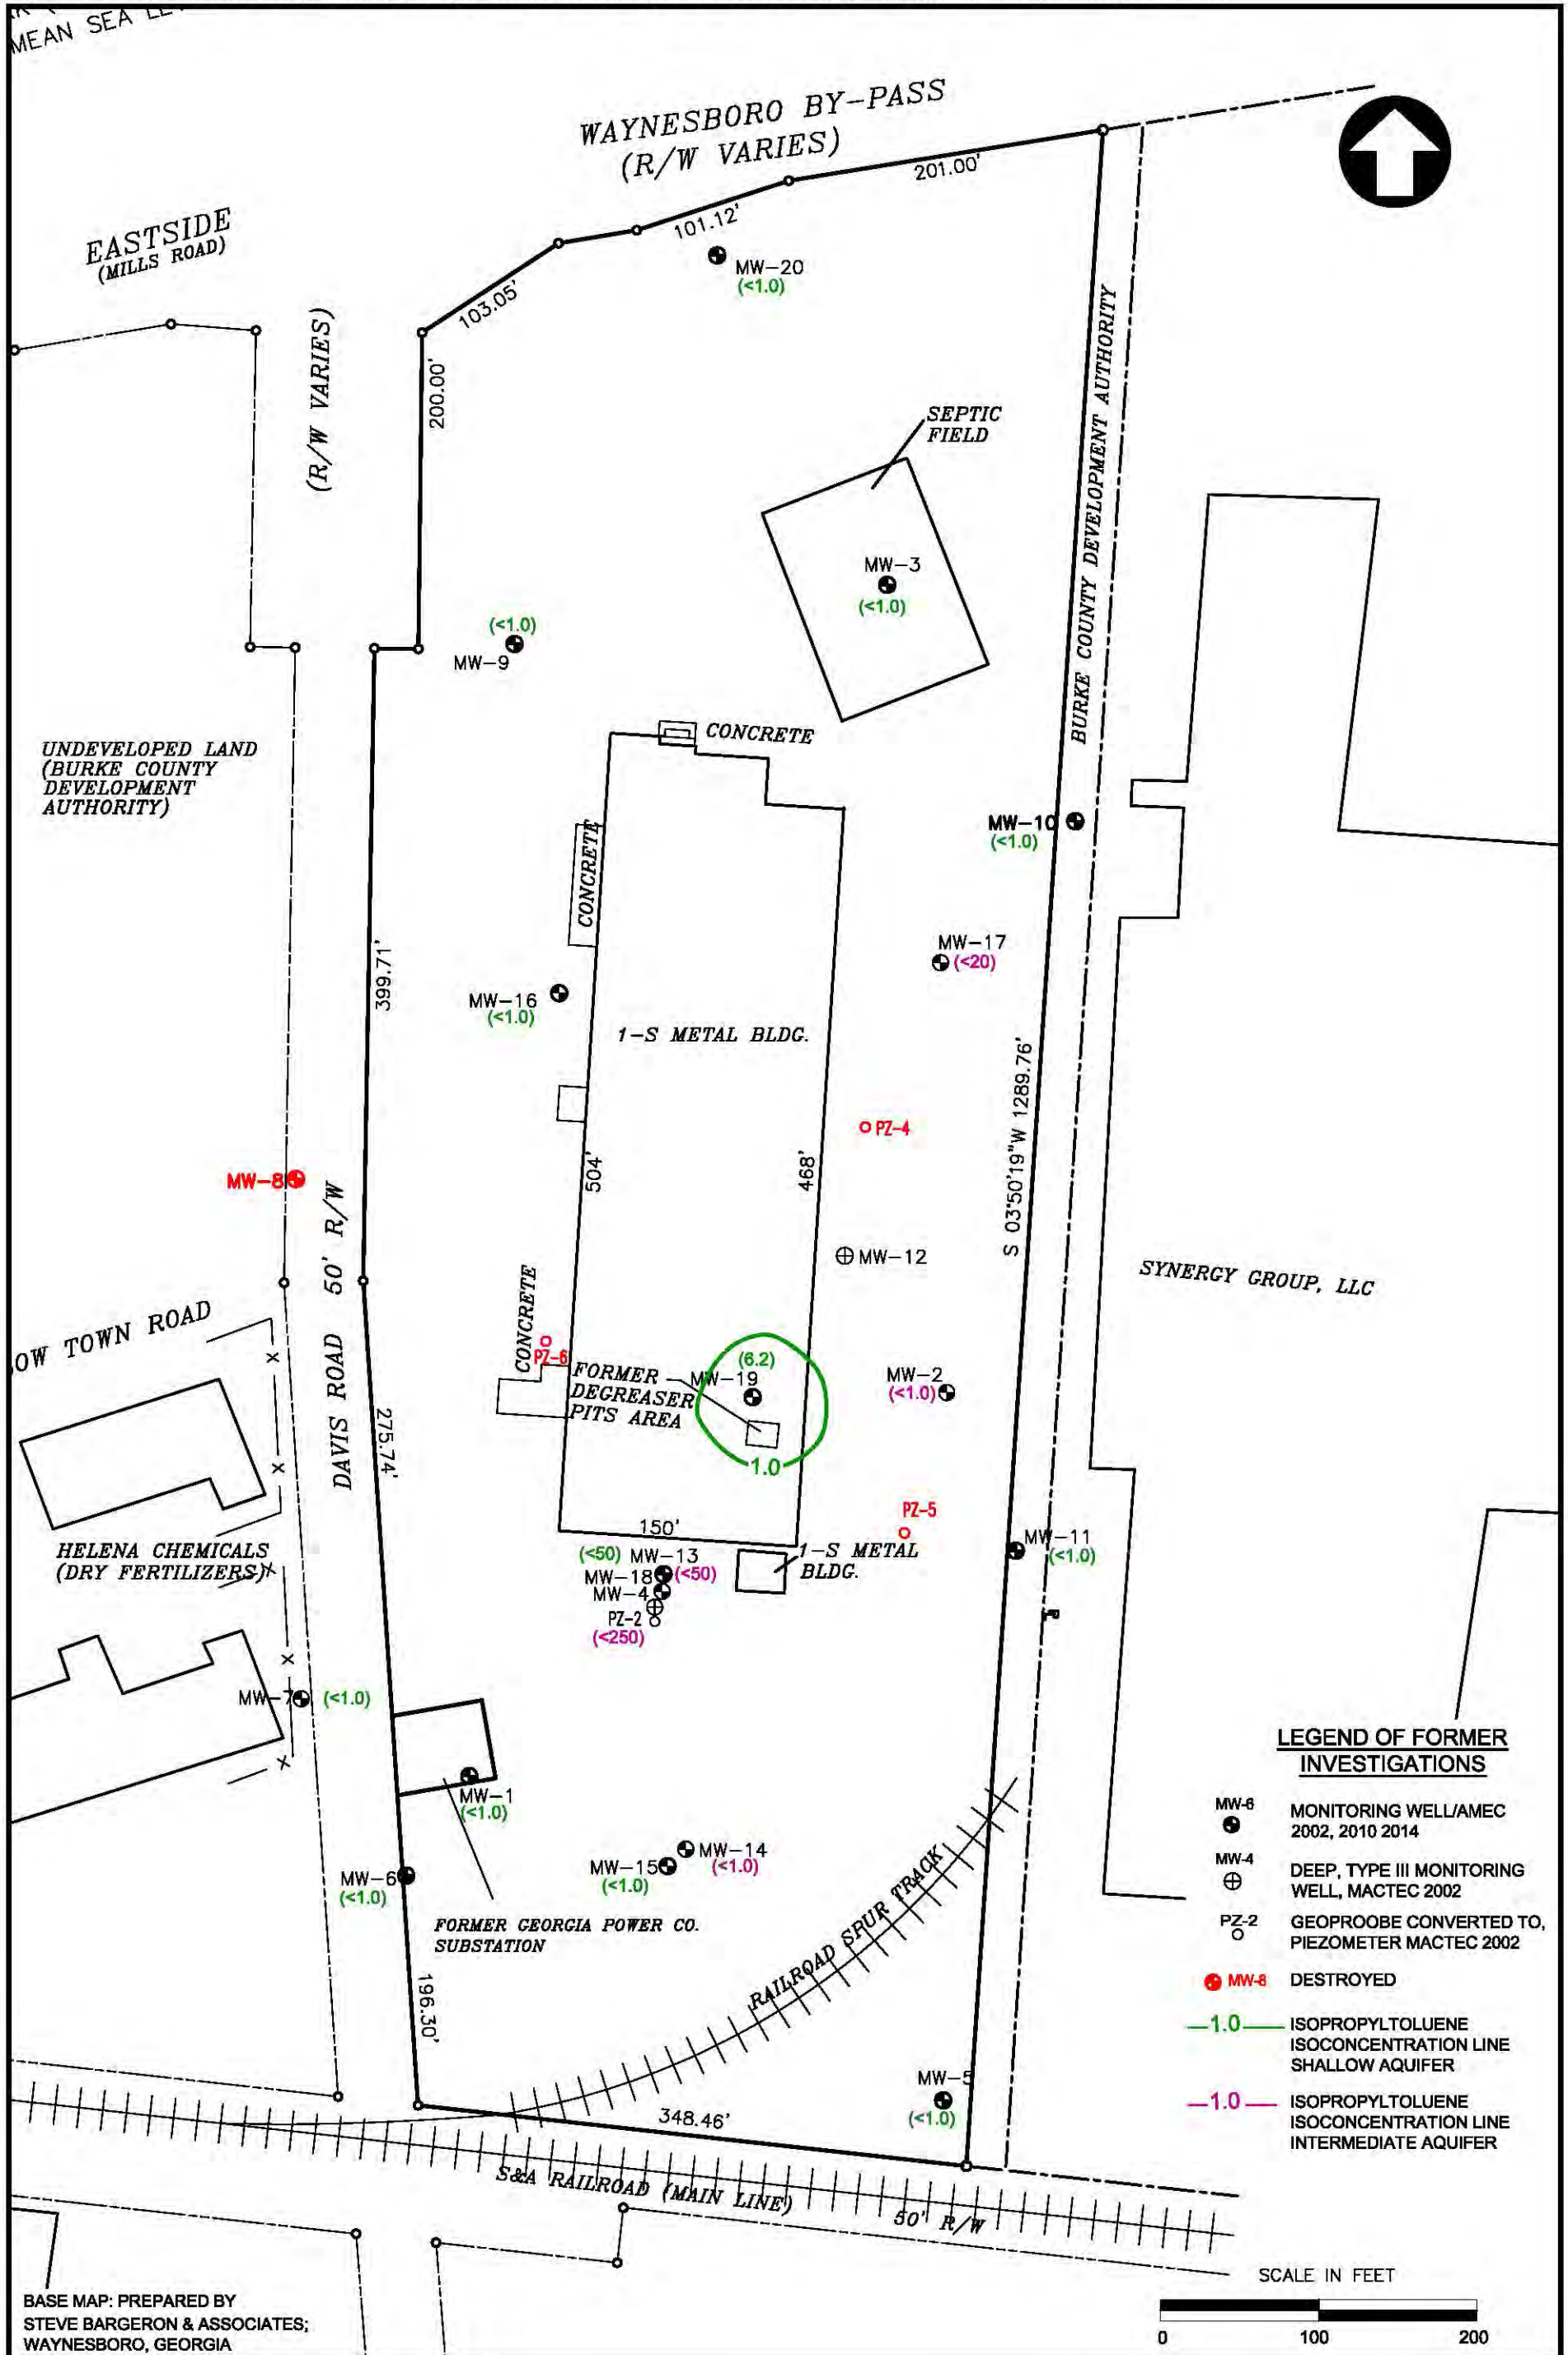 MEAN SEA
WAYNESBORO BY-PASS
(R/W VARIES)
201.00'
101.12'
103.05'
EASTSIDE
(MILLS ROAD)
MW-20
(<1.0)
(R/W VARIES)
200.00'
SEPTIC
FIELD
BURKE COUNTY DEVELOPMENT AUTHORITY
MW-3
(<1.0)
(<1.0)
MW-9
UNDEVELOPED LAND
(BURKE COUNTY
DEVELOPMENT
AUTHORITY)
CONCRETE
CONCRETE
MW-10
(<1.0)
399.71'
MW-17
(<20)
MW-16
(<1.0)
1-S METAL BLDG.
S 03°50'19"W 1289.76'
PZ-4
MW-8
504'
468'
DAVIS ROAD 50' R/W
MW-12
SYNERGY GROUP, LLC
OW TOWN ROAD
CONCRETE
PZ-6
(6.2)
MW-19
FORMER
DEGREASER
PITS AREA
1.0
MW-2
(<1.0)
275.74'
PZ-5
150'
MW-11
(<1.0)
HELENA CHEMICALS
(DRY FERTILIZERS)
(<50) MW-13
MW-18 (<50)
MW-4
PZ-2
(<250)
1-S METAL
BLDG.
MW-7 (<1.0)
MW-1
(<1.0)
MW-14
(<1.0)
MW-15
(<1.0)
MW-6
(<1.0)
FORMER GEORGIA POWER CO.
SUBSTATION
RAILROAD SPUR TRACK
196.30'
MW-5
(<1.0)
348.46'
S&A RAILROAD (MAIN LINE)
50' R/W
LEGEND OF FORMER
INVESTIGATIONS
MW-6
MONITORING WELL/AMEC
2002, 2010 2014
MW-4
DEEP, TYPE III MONITORING
WELL, MACTEC 2002
PZ-2
GEOPROOBE CONVERTED TO,
PIEZOMETER MACTEC 2002
MW-8 DESTROYED
1.0 ISOPROPYLTOLUENE
ISOCONCENTRATION LINE
SHALLOW AQUIFER
1.0 ISOPROPYLTOLUENE
ISOCONCENTRATION LINE
INTERMEDIATE AQUIFER
SCALE IN FEET
0 100 200
BASE MAP: PREPARED BY
STEVE BARGERON & ASSOCIATES;
WAYNESBORO, GEORGIA